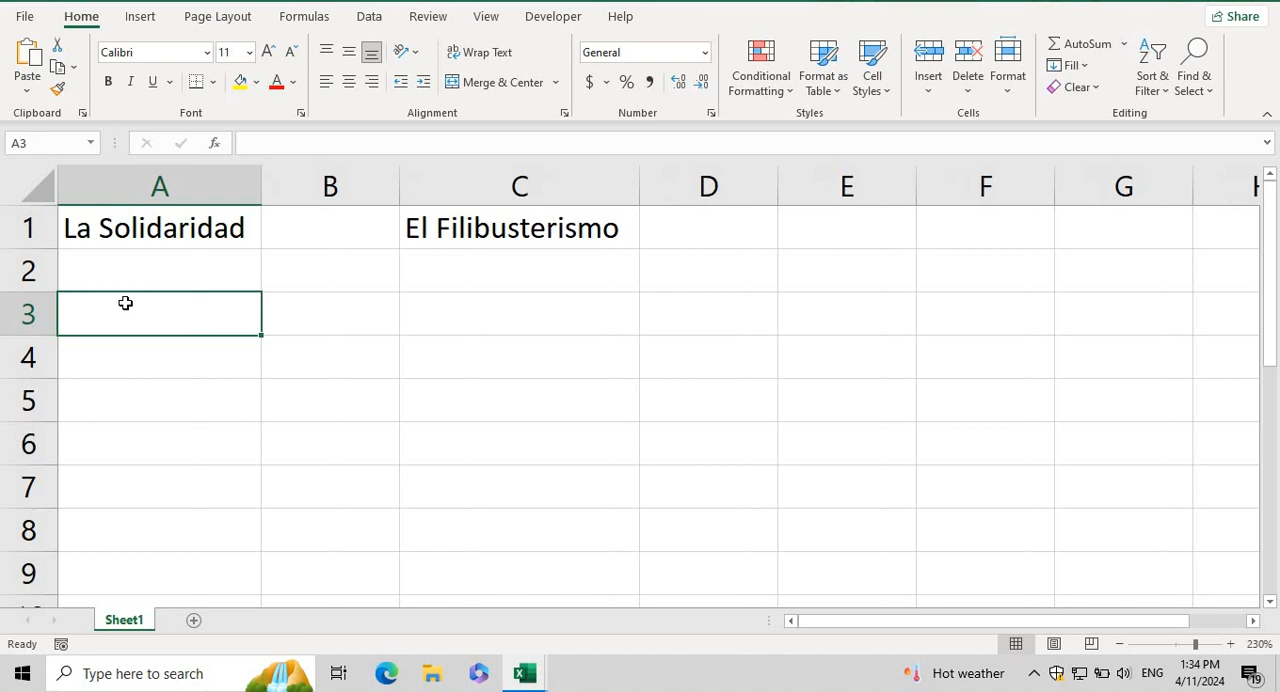 File Home Insert Page Layout Formulas Data Review View Developer Help Share
Calibri 11 Wrap Text General AutoSum
Paste B I U Merge & Center $ % Conditional Formatting Format as Table Cell Styles Insert Delete Format Fill Clear Sort & Filter Find & Select
Clipboard Font Alignment Number Styles Cells Editing
A3 fx
A B C D E F G H
1 La Solidaridad El Filibusterismo
2
3
4
5
6
7
8
9
Sheet1
Ready 230%
Type here to search Hot weather ENG 1:34 PM
4/11/2024 19